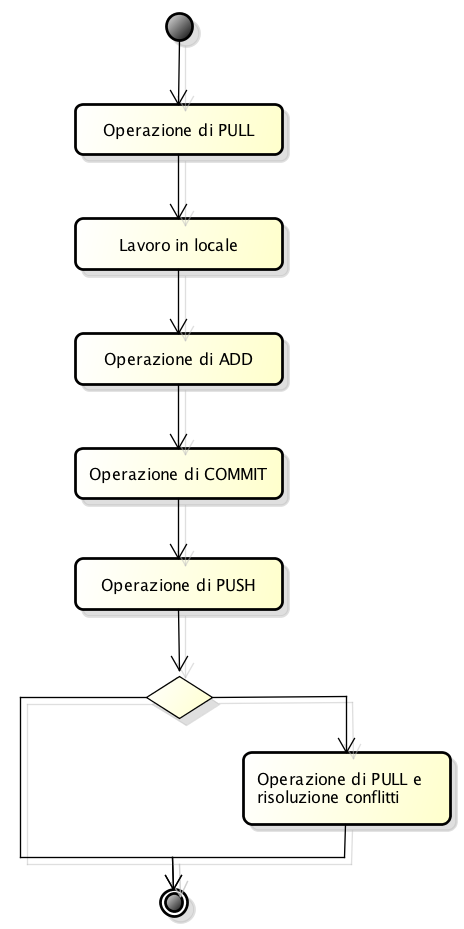 Operazione di PULL
Lavoro in locale
Operazione di ADD
Operazione di COMMIT
Operazione di PUSH
Operazione di PULL e
risoluzione conflitti